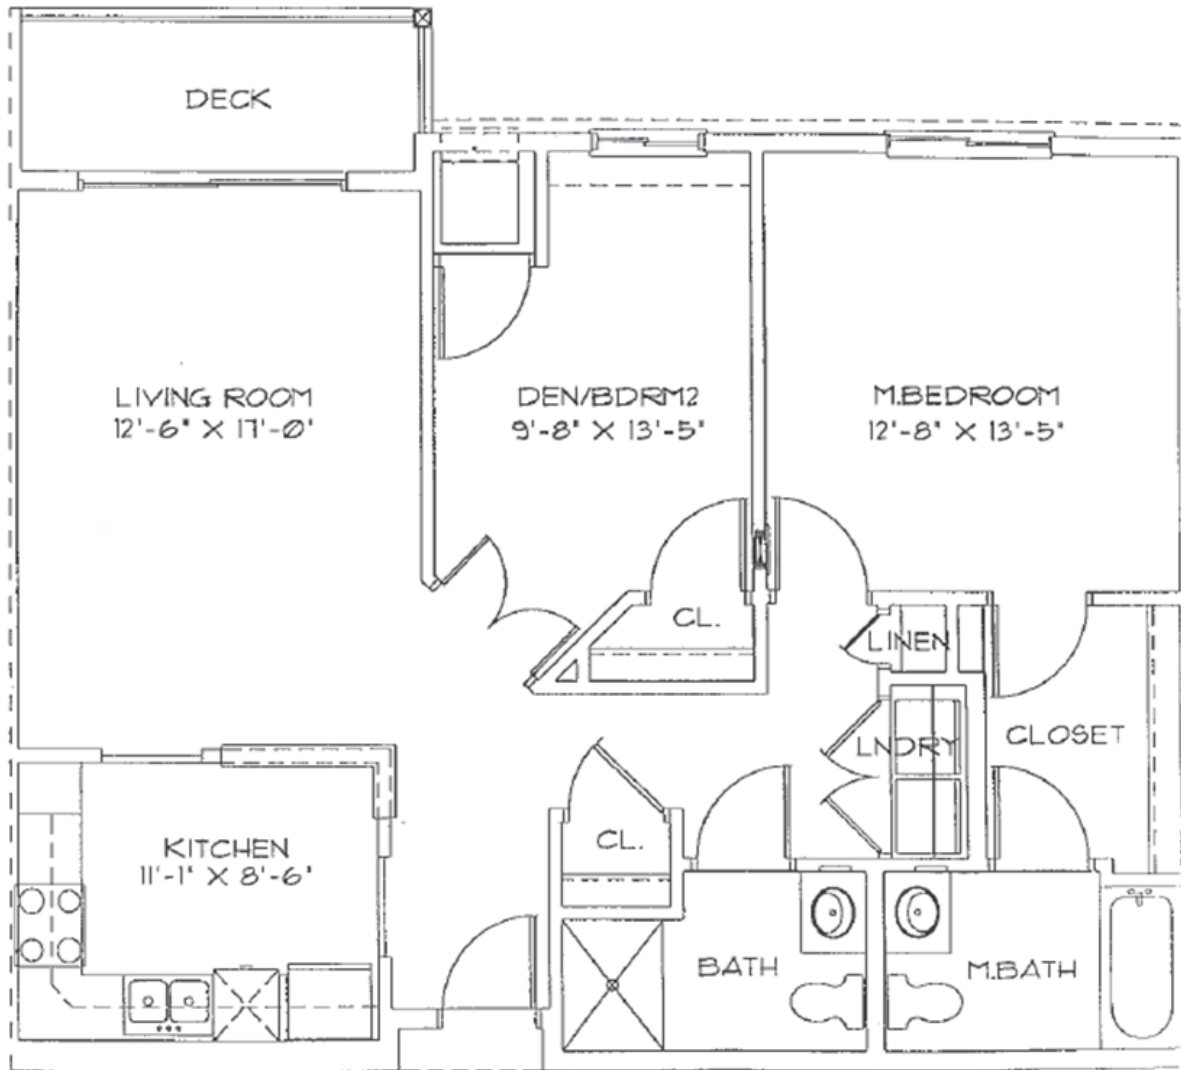 DECK
LIVING ROOM
12'-6" X 17'-0"
DEN/BDRM2
9'-8" X 13'-5"
M.BEDROOM
12'-8" X 13'-5"
CL.
LINEN
LNDRY
CLOSET
KITCHEN
11'-1" X 8'-6"
CL.
BATH
M.BATH